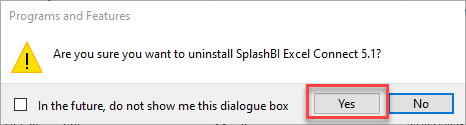 Programs and Features
Are you sure you want to uninstall SplashBI Excel Connect 5.1?
In the future, do not show me this dialogue box
Yes
No